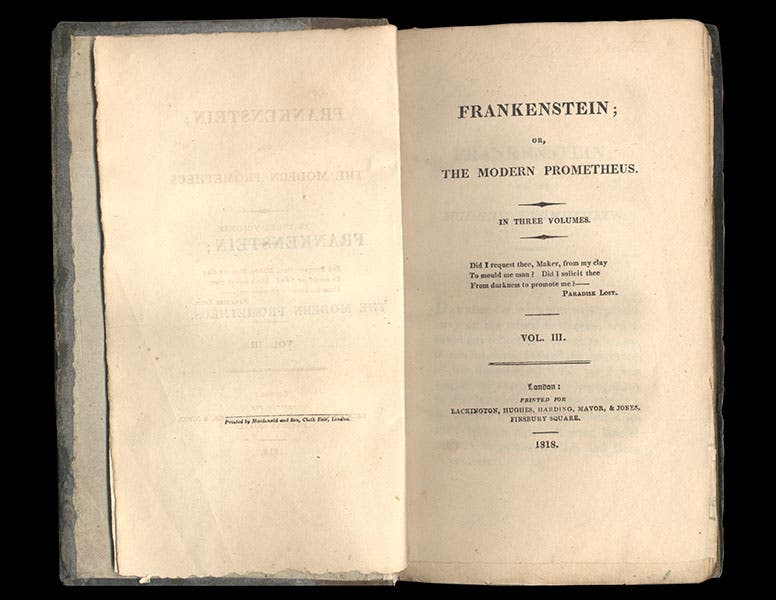 Printed by Macdonald and Son, Cloth Fair, London.
FRANKENSTEIN;
OR,
THE MODERN PROMETHEUS.
IN THREE VOLUMES.
Did I request thee, Maker, from my clay
To mould me man? Did I solicit thee
From darkness to promote me?——
PARADISE LOST.
VOL. III.
London:
PRINTED FOR
LACKINGTON, HUGHES, HARDING, MAVOR, & JONES,
FINSBURY SQUARE.
1818.